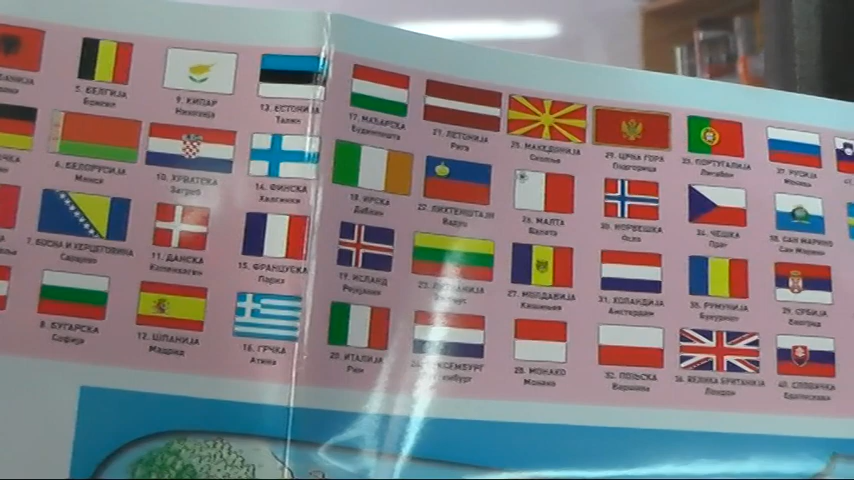 5. БЕЛГИЈА
9. КИПАР
Никозија
13. ЕСТОНИЈА
Талин
17. МАЂАРСКА
Будимпешта
21. ЛЕТОНИЈА
Рига
25. МАКЕДОНИЈА
Скопље
29. ЦРНА ГОРА
Подгорица
33. ПОРТУГАЛИЈА
Лисабон
37. РУСИЈА
Москва
6. БЕЛОРУСИЈА
Минск
10. ХРВАТСКА
Загреб
14. ФИНСКА
Хелсинки
18. ИРСКА
Даблин
22. ЛИХТЕНШТАЈН
Вадуз
26. МАЛТА
Валета
30. НОРВЕШКА
Осло
34. ЧЕШКА
Праг
38. САН МАРИНО
Сан Марино
7. БОСНА И ХЕРЦЕГОВИНА
Сарајево
11. ДАНСКА
Копенхаген
15. ФРАНЦУСКА
Париз
19. ИСЛАНД
Рејкјавик
27. МОЛДАВИЈА
Кишињев
31. ХОЛАНДИЈА
Амстердам
35. РУМУНИЈА
Букурешт
39. СРБИЈА
Београд
8. БУГАРСКА
Софија
12. ШПАНИЈА
Мадрид
16. ГРЧКА
Атина
20. ИТАЛИЈА
Рим
28. МОНАКО
Монако
32. ПОЉСКА
Варшава
36. ВЕЛИКА БРИТАНИЈА
Лондон
40. СЛОВАЧКА
Братислава